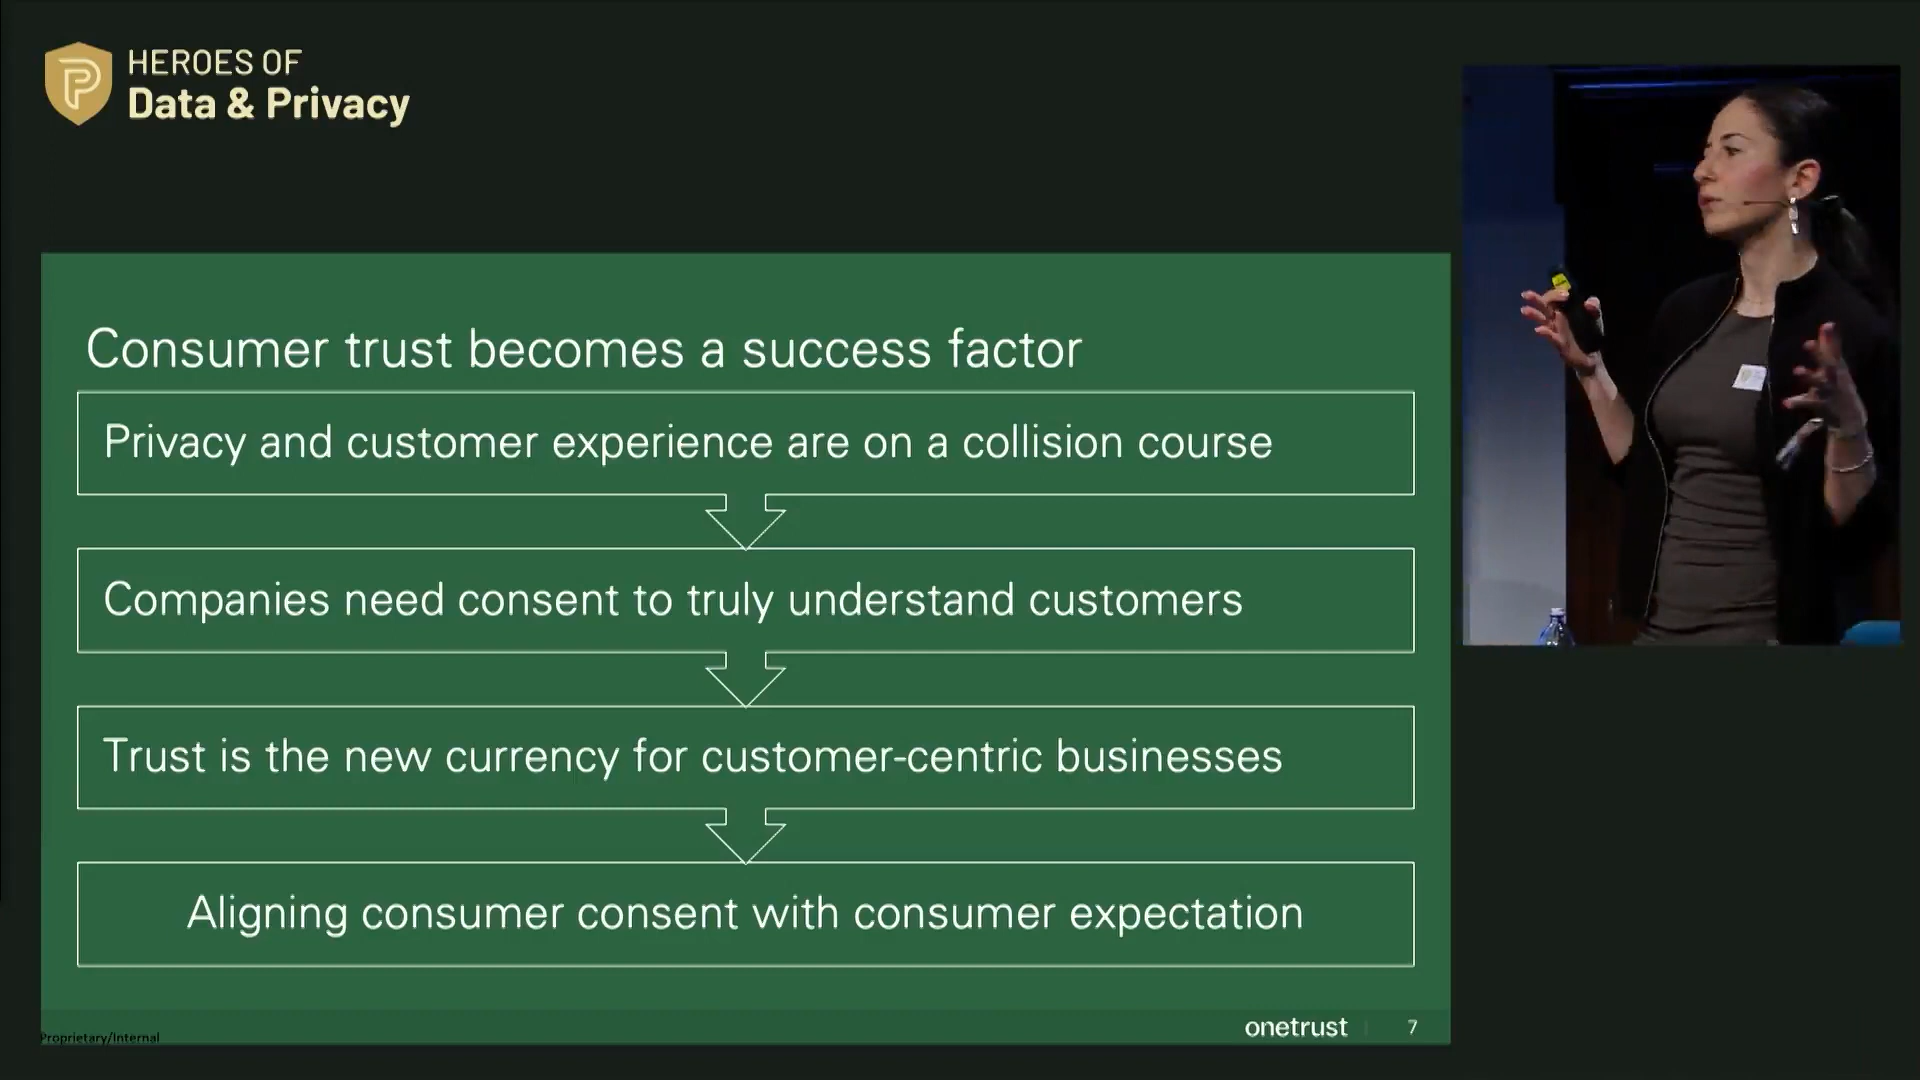 HEROES OF
Data & Privacy
Consumer trust becomes a success factor
Privacy and customer experience are on a collision course
Companies need consent to truly understand customers
Trust is the new currency for customer-centric businesses
Aligning consumer consent with consumer expectation
Proprietary/Internal
onetrust
7